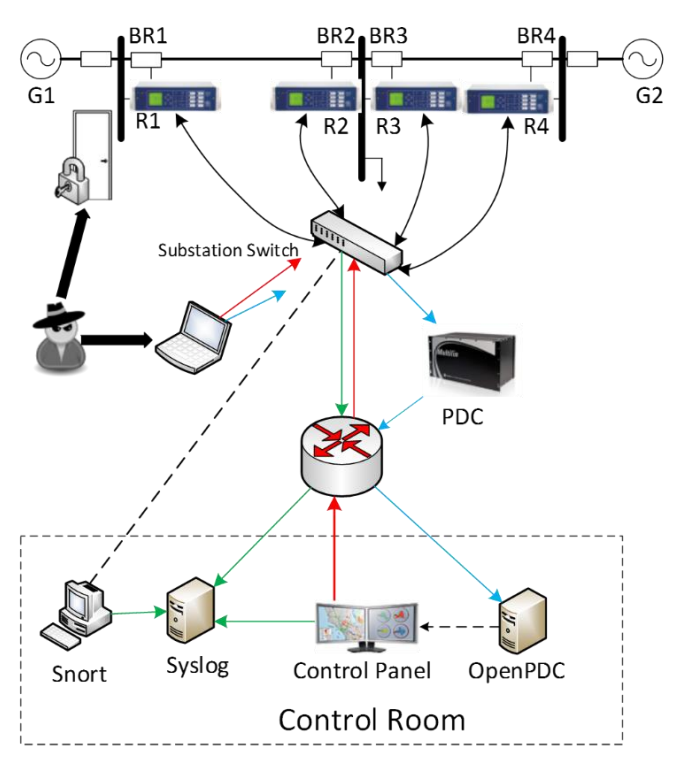 BR1
BR2
BR3
BR4
G1
R1
R2
R3
R4
G2
Substation Switch
Multilin
PDC
Snort
Syslog
Control Panel
OpenPDC
Control Room